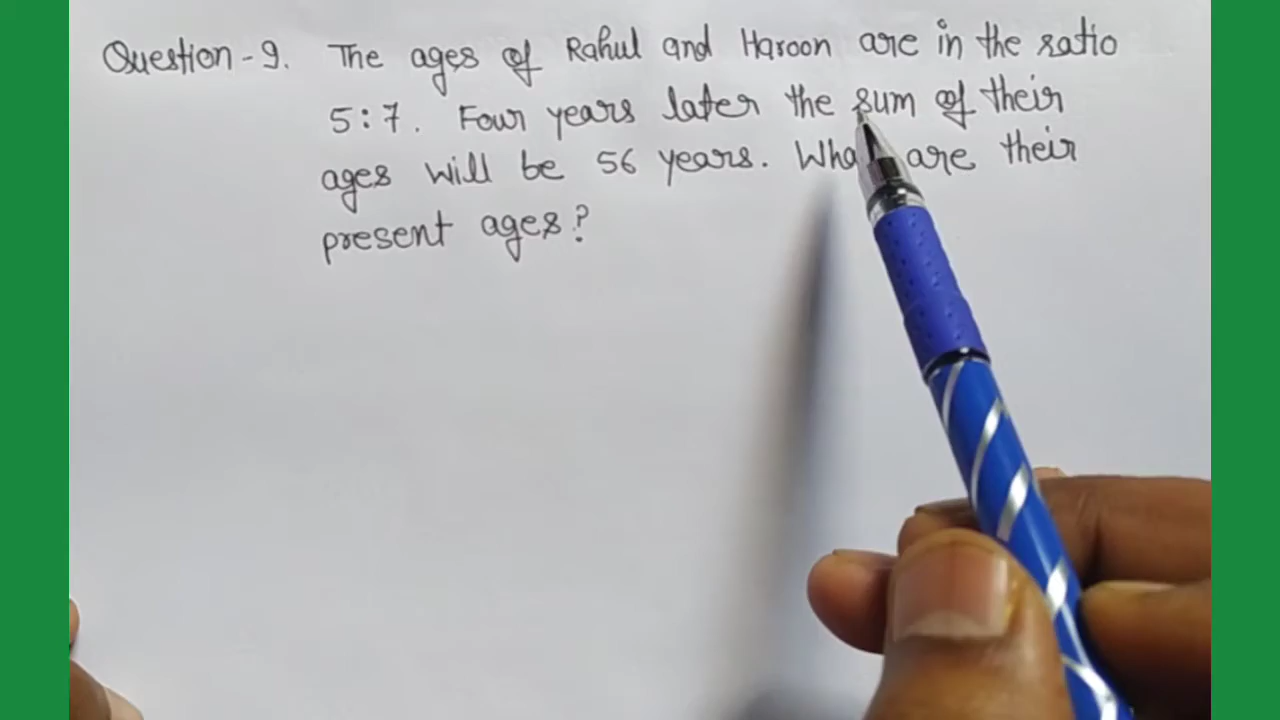 Question - 9. The ages of Rahul and Haroon are in the ratio
5 : 7. Four years later the sum of their
ages will be 56 years. are their
present ages?